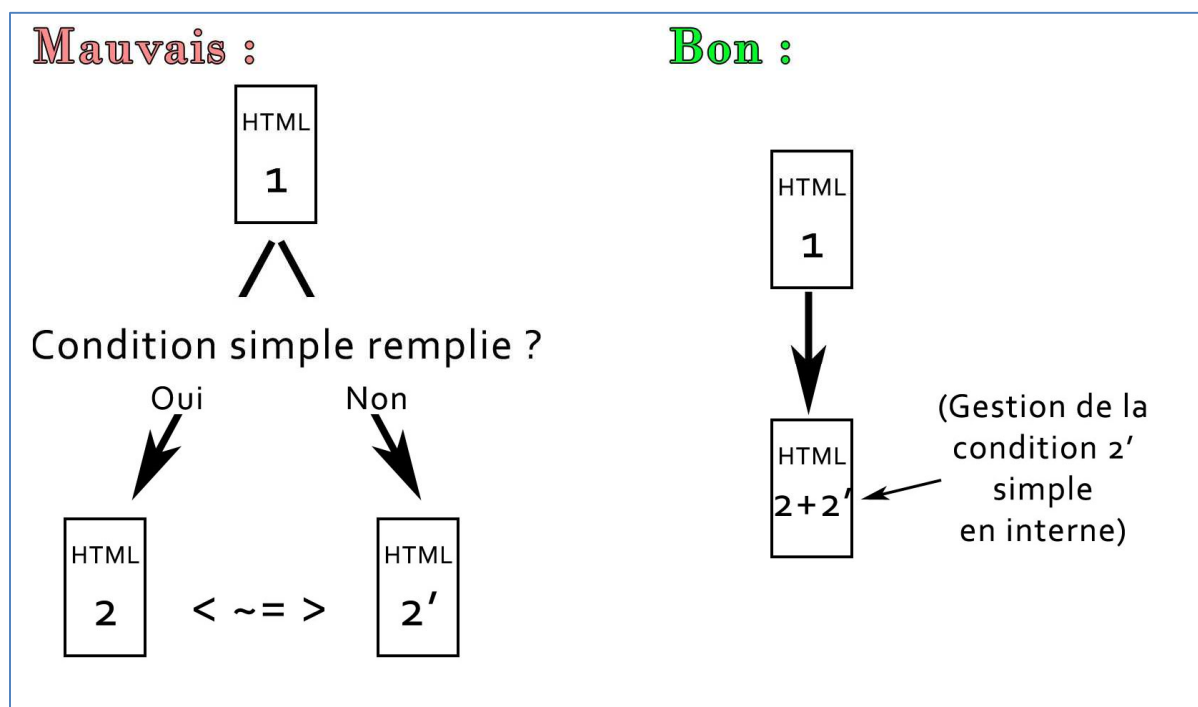 Mauvais :
HTML
1
Condition simple remplie ?
Oui
Non
HTML
2
< ~= >
HTML
2′
Bon :
HTML
1
HTML
2+2′
(Gestion de la
condition 2′
simple
en interne)